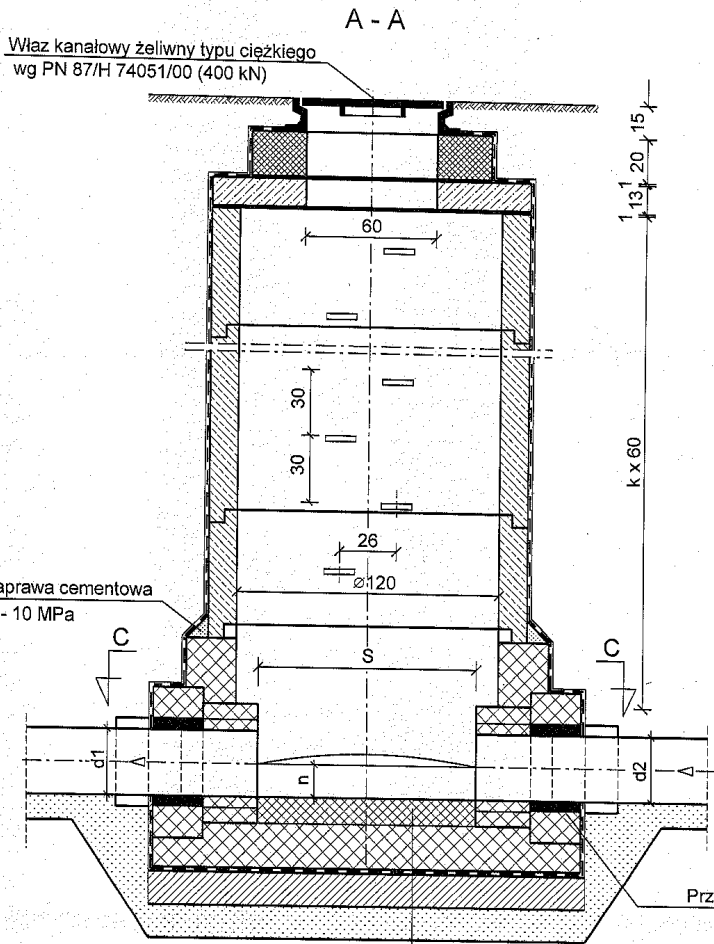 A - A
Właz kanałowy żeliwny typu ciężkiego
wg PN 87/H 74051/00 (400 kN)
15
20
1
13
1
60
30
30
k x 60
26
ø120
aprawa cementowa
- 10 MPa
C
C
S
d1
n
d2
Prz